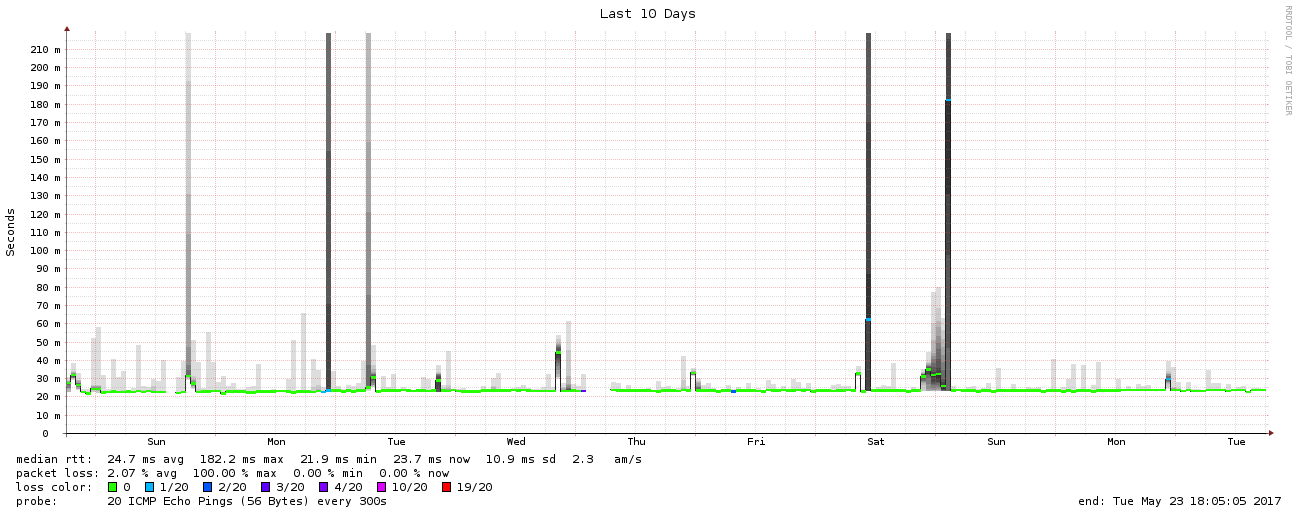 Last 10 Days
RRDTOOL / TOBI OETIKER
Seconds
210 m
200 m
190 m
180 m
170 m
160 m
150 m
140 m
130 m
120 m
110 m
100 m
90 m
80 m
70 m
60 m
50 m
40 m
30 m
20 m
10 m
0
Sun Mon Tue Wed Thu Fri Sat Sun Mon Tue
median rtt: 24.7 ms avg 182.2 ms max 21.9 ms min 23.7 ms now 10.9 ms sd 2.3 am/s
packet loss: 2.07 % avg 100.00 % max 0.00 % min 0.00 % now
loss color: 0 1/20 2/20 3/20 4/20 10/20 19/20
probe: 20 ICMP Echo Pings (56 Bytes) every 300s end: Tue May 23 18:05:05 2017